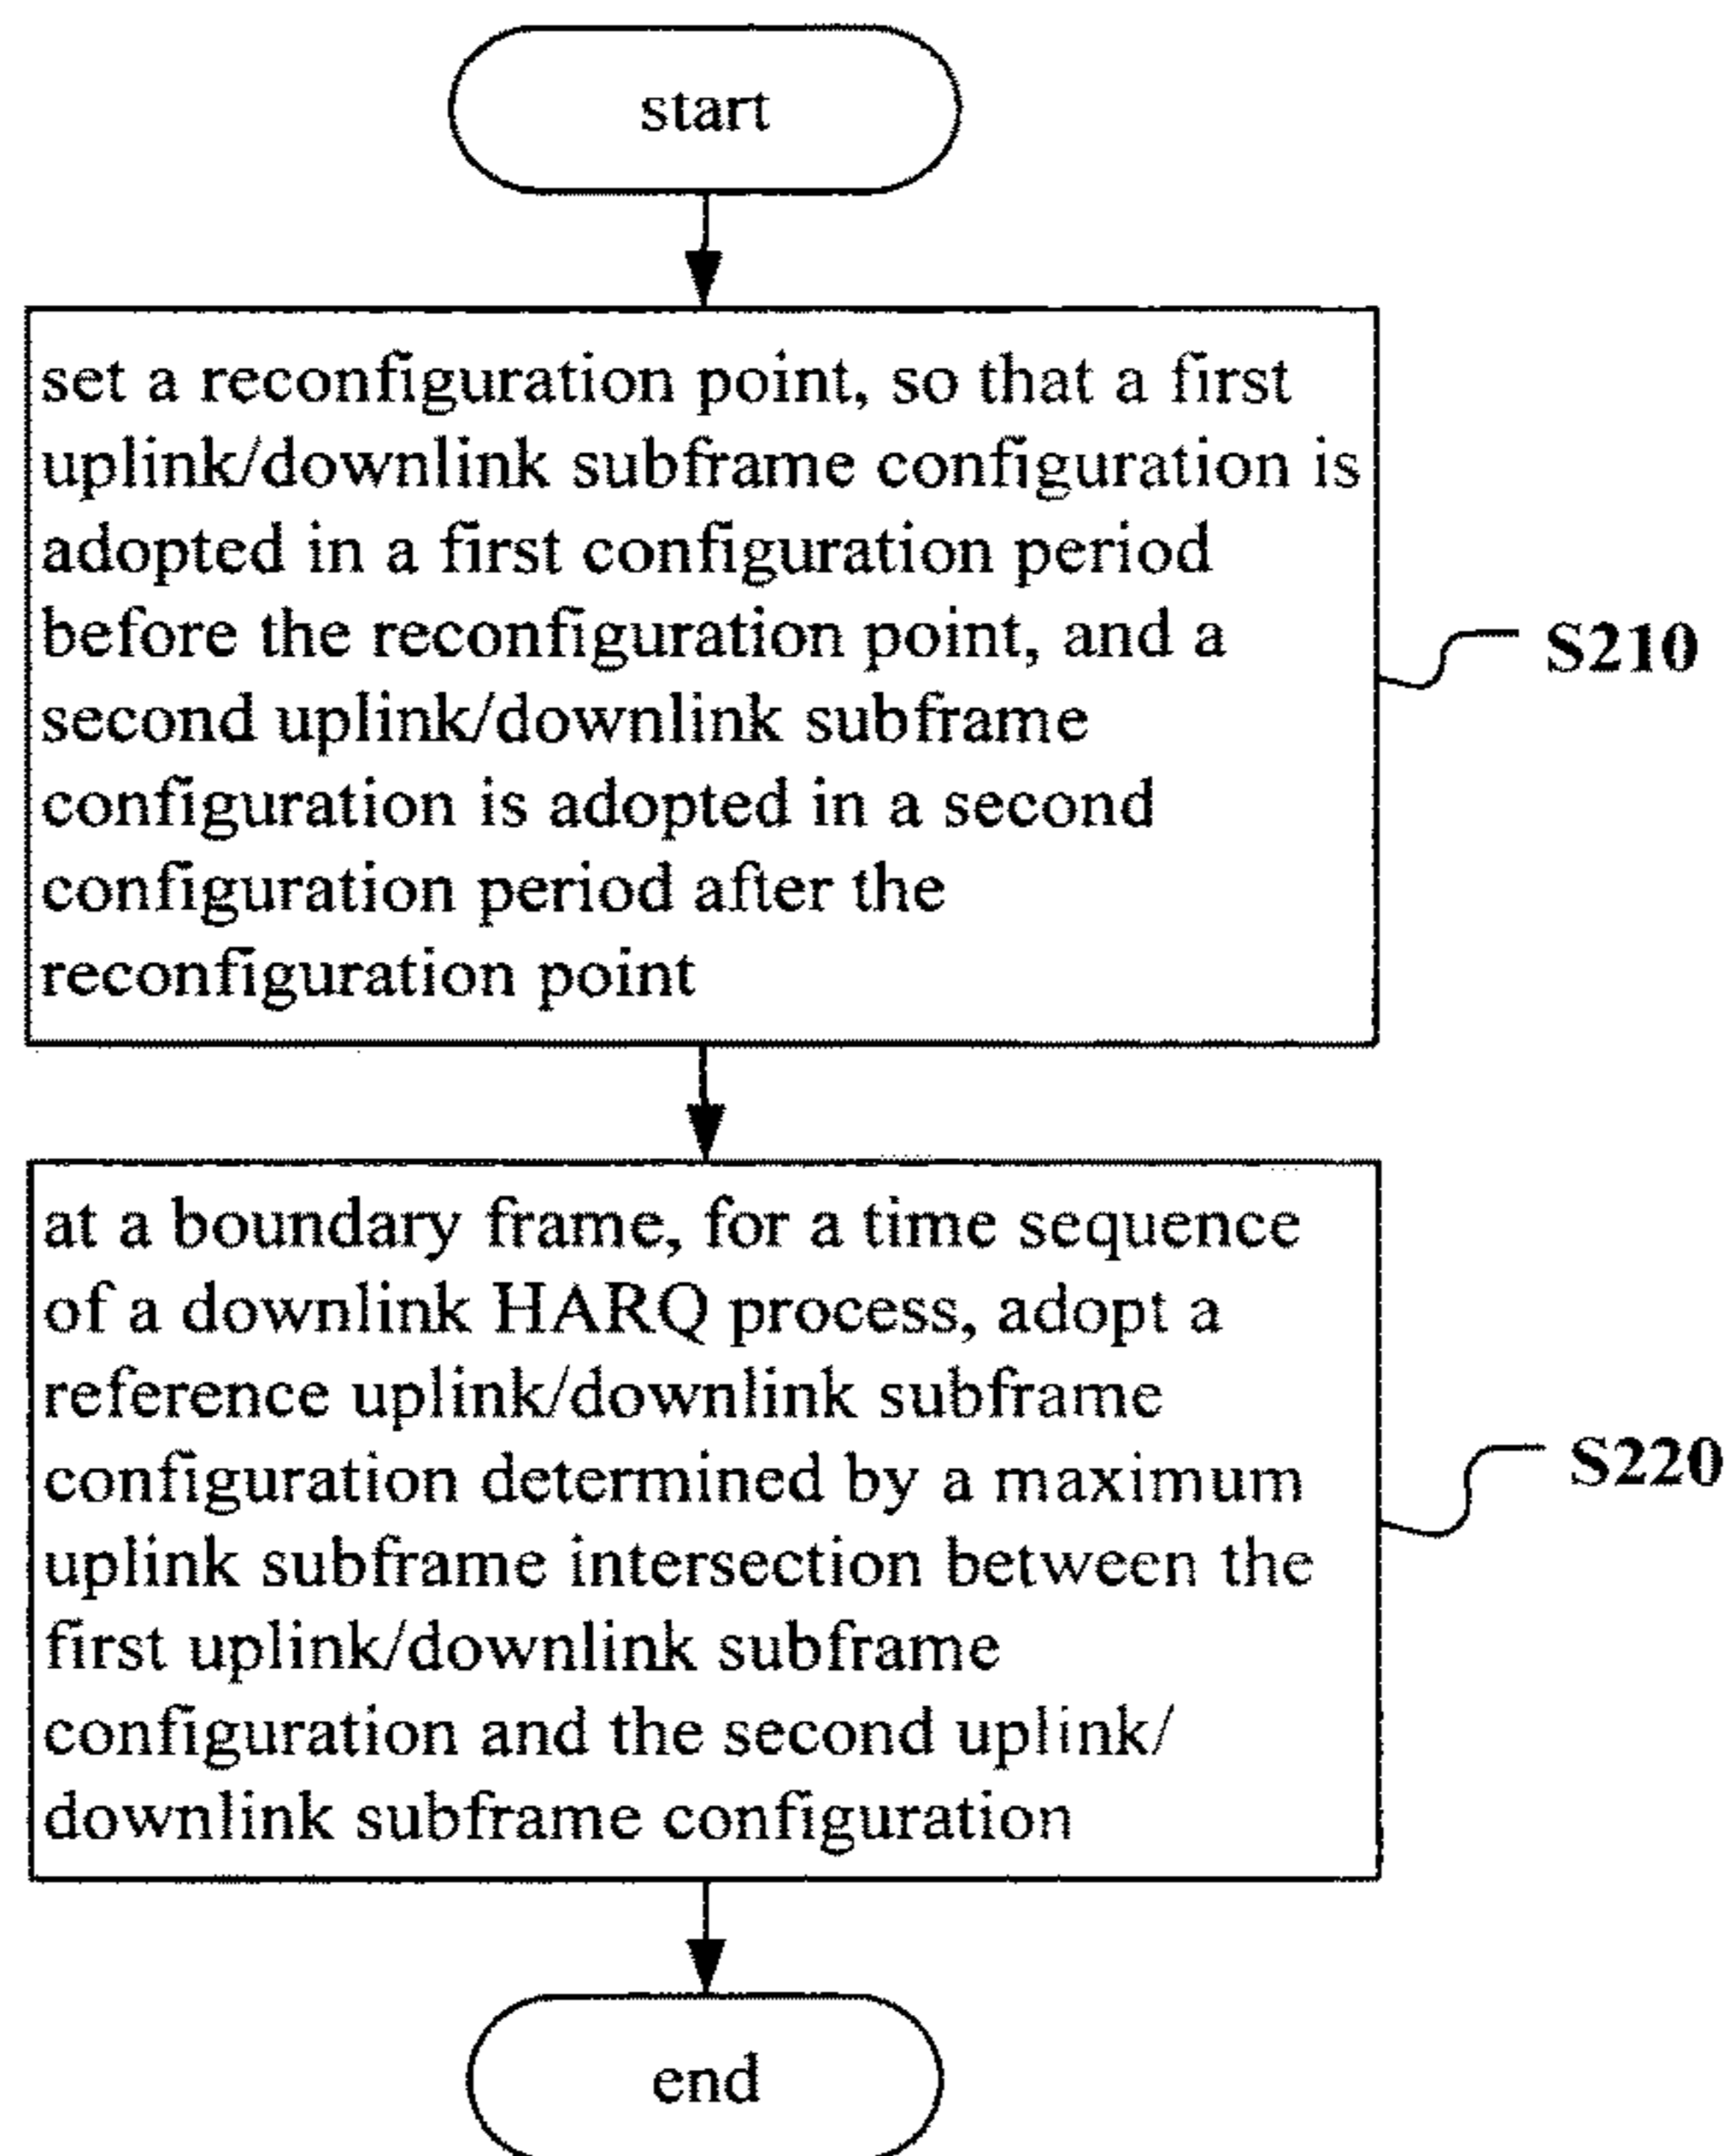 start
set a reconfiguration point, so that a first
uplink/downlink subframe configuration is
adopted in a first configuration period
before the reconfiguration point, and a
second uplink/downlink subframe
configuration is adopted in a second
configuration period after the
reconfiguration point
S210
at a boundary frame, for a time sequence
of a downlink HARQ process, adopt a
reference uplink/downlink subframe
configuration determined by a maximum
uplink subframe intersection between the
first uplink/downlink subframe
configuration and the second uplink/
downlink subframe configuration
S220
end